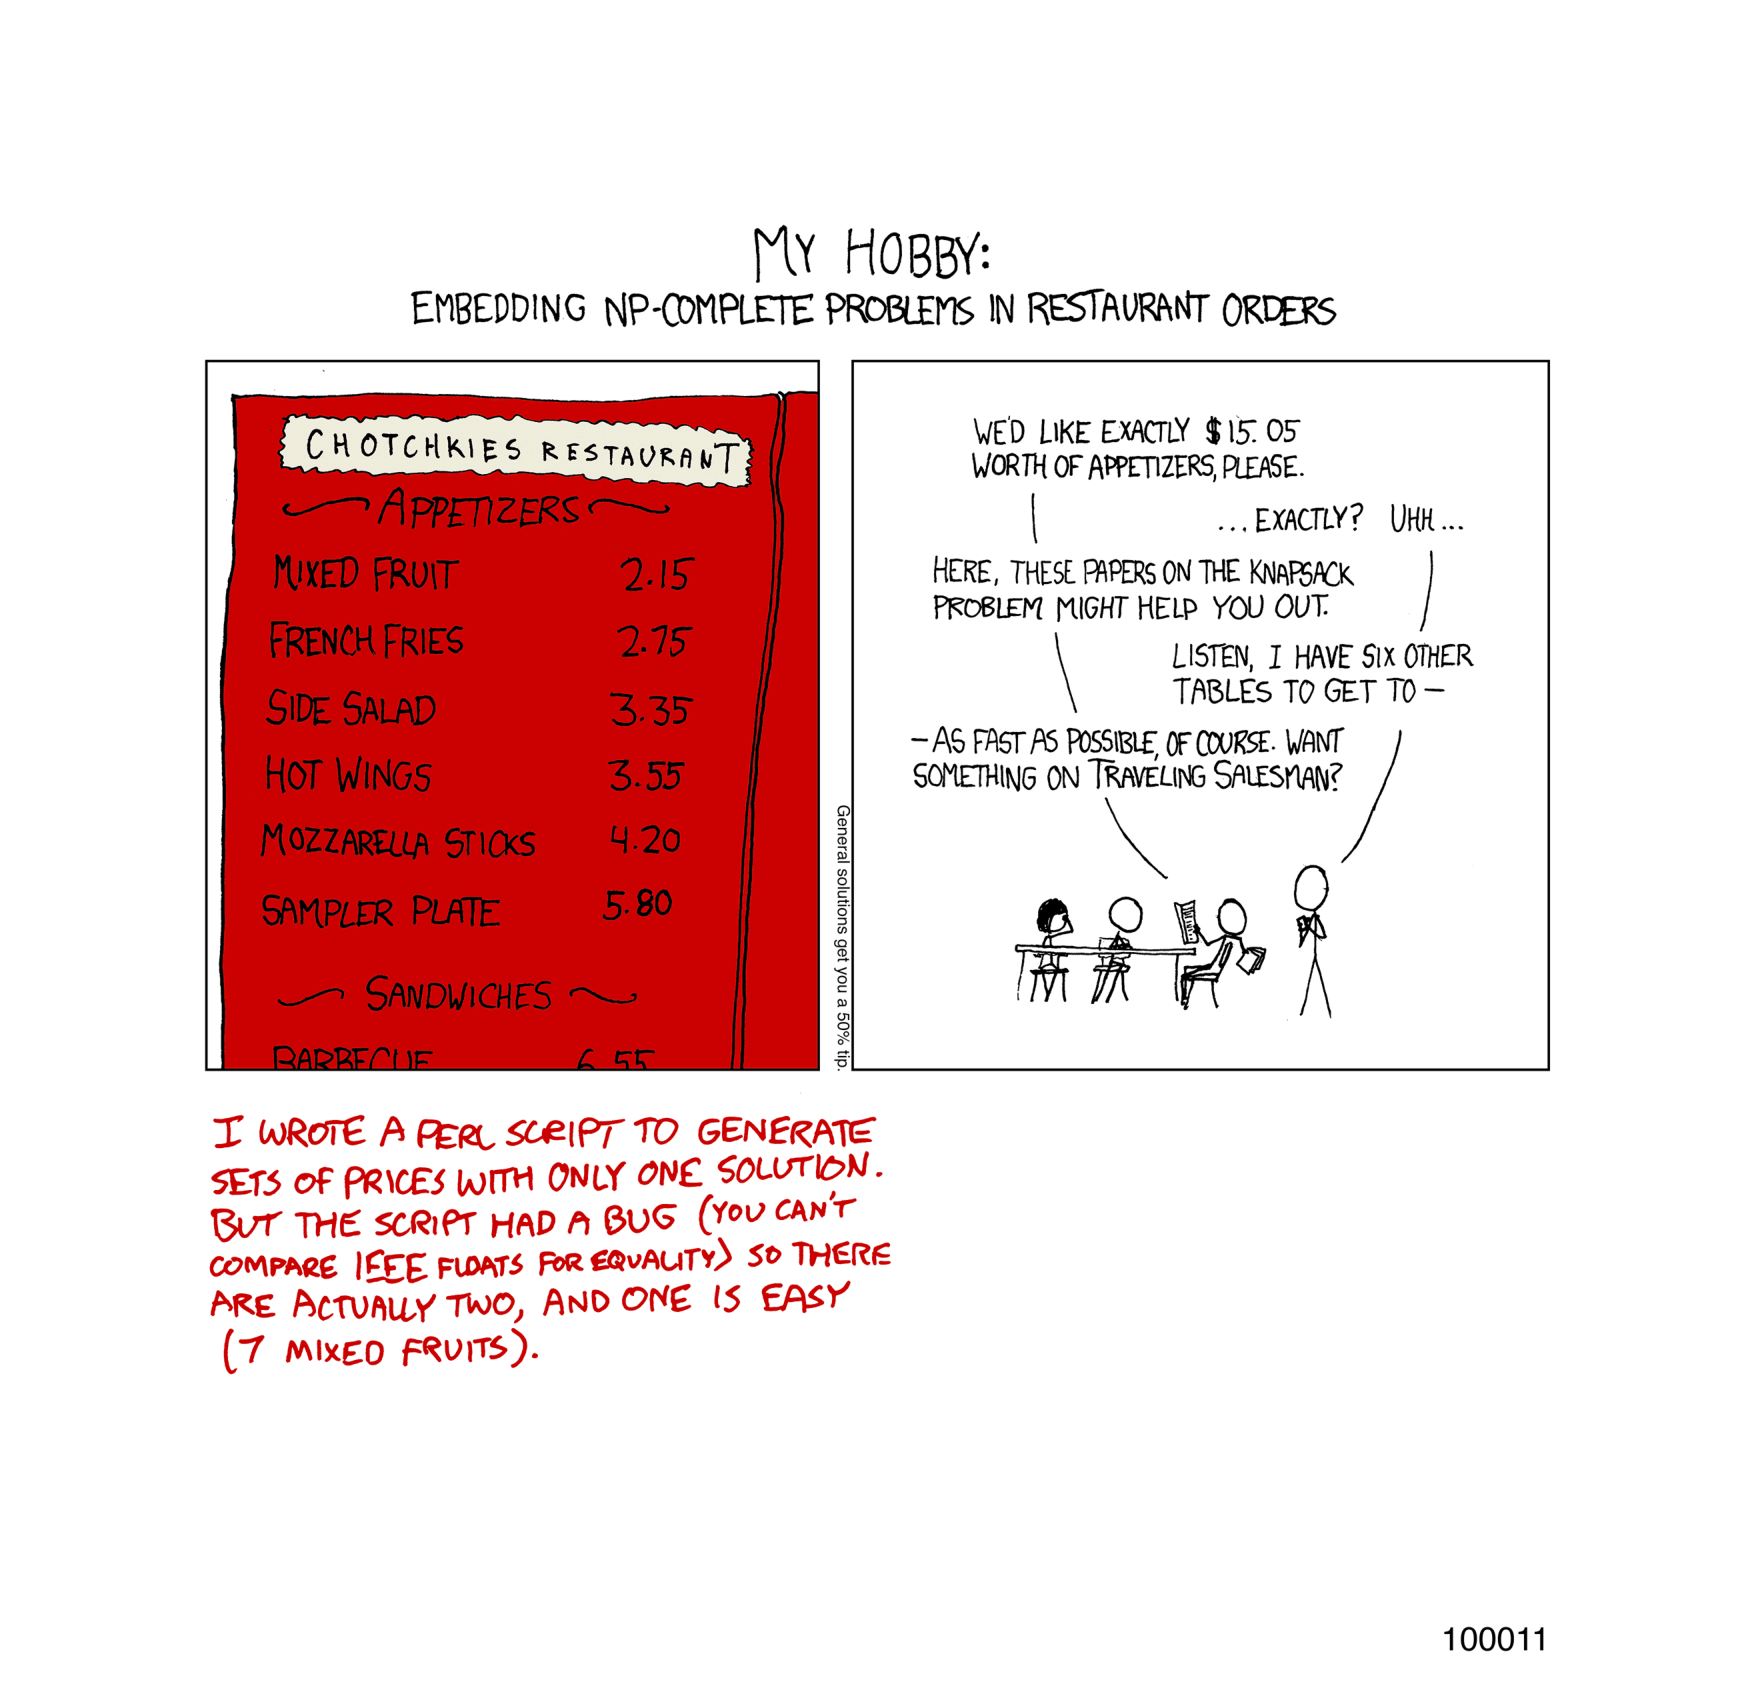 MY HOBBY:
EMBEDDING NP-COMPLETE PROBLEMS IN RESTAURANT ORDERS
CHOTCHKIES RESTAURANT
APPETIZERS
MIXED FRUIT 2.15
FRENCH FRIES 2.75
SIDE SALAD 3.35
HOT WINGS 3.55
MOZZARELLA STICKS 4.20
SAMPLER PLATE 5.80
SANDWICHES
BARBECUE 6.55
General solutions get you a 50% tip.
WE'D LIKE EXACTLY $15.05
WORTH OF APPETIZERS, PLEASE.
...EXACTLY? UHH...
HERE, THESE PAPERS ON THE KNAPSACK
PROBLEM MIGHT HELP YOU OUT.
LISTEN, I HAVE SIX OTHER
TABLES TO GET TO —
— AS FAST AS POSSIBLE, OF COURSE. WANT
SOMETHING ON TRAVELING SALESMAN?
I WROTE A PERL SCRIPT TO GENERATE
SETS OF PRICES WITH ONLY ONE SOLUTION.
BUT THE SCRIPT HAD A BUG (YOU CAN'T
COMPARE IEEE FLOATS FOR EQUALITY) SO THERE
ARE ACTUALLY TWO, AND ONE IS EASY
(7 MIXED FRUITS).
100011